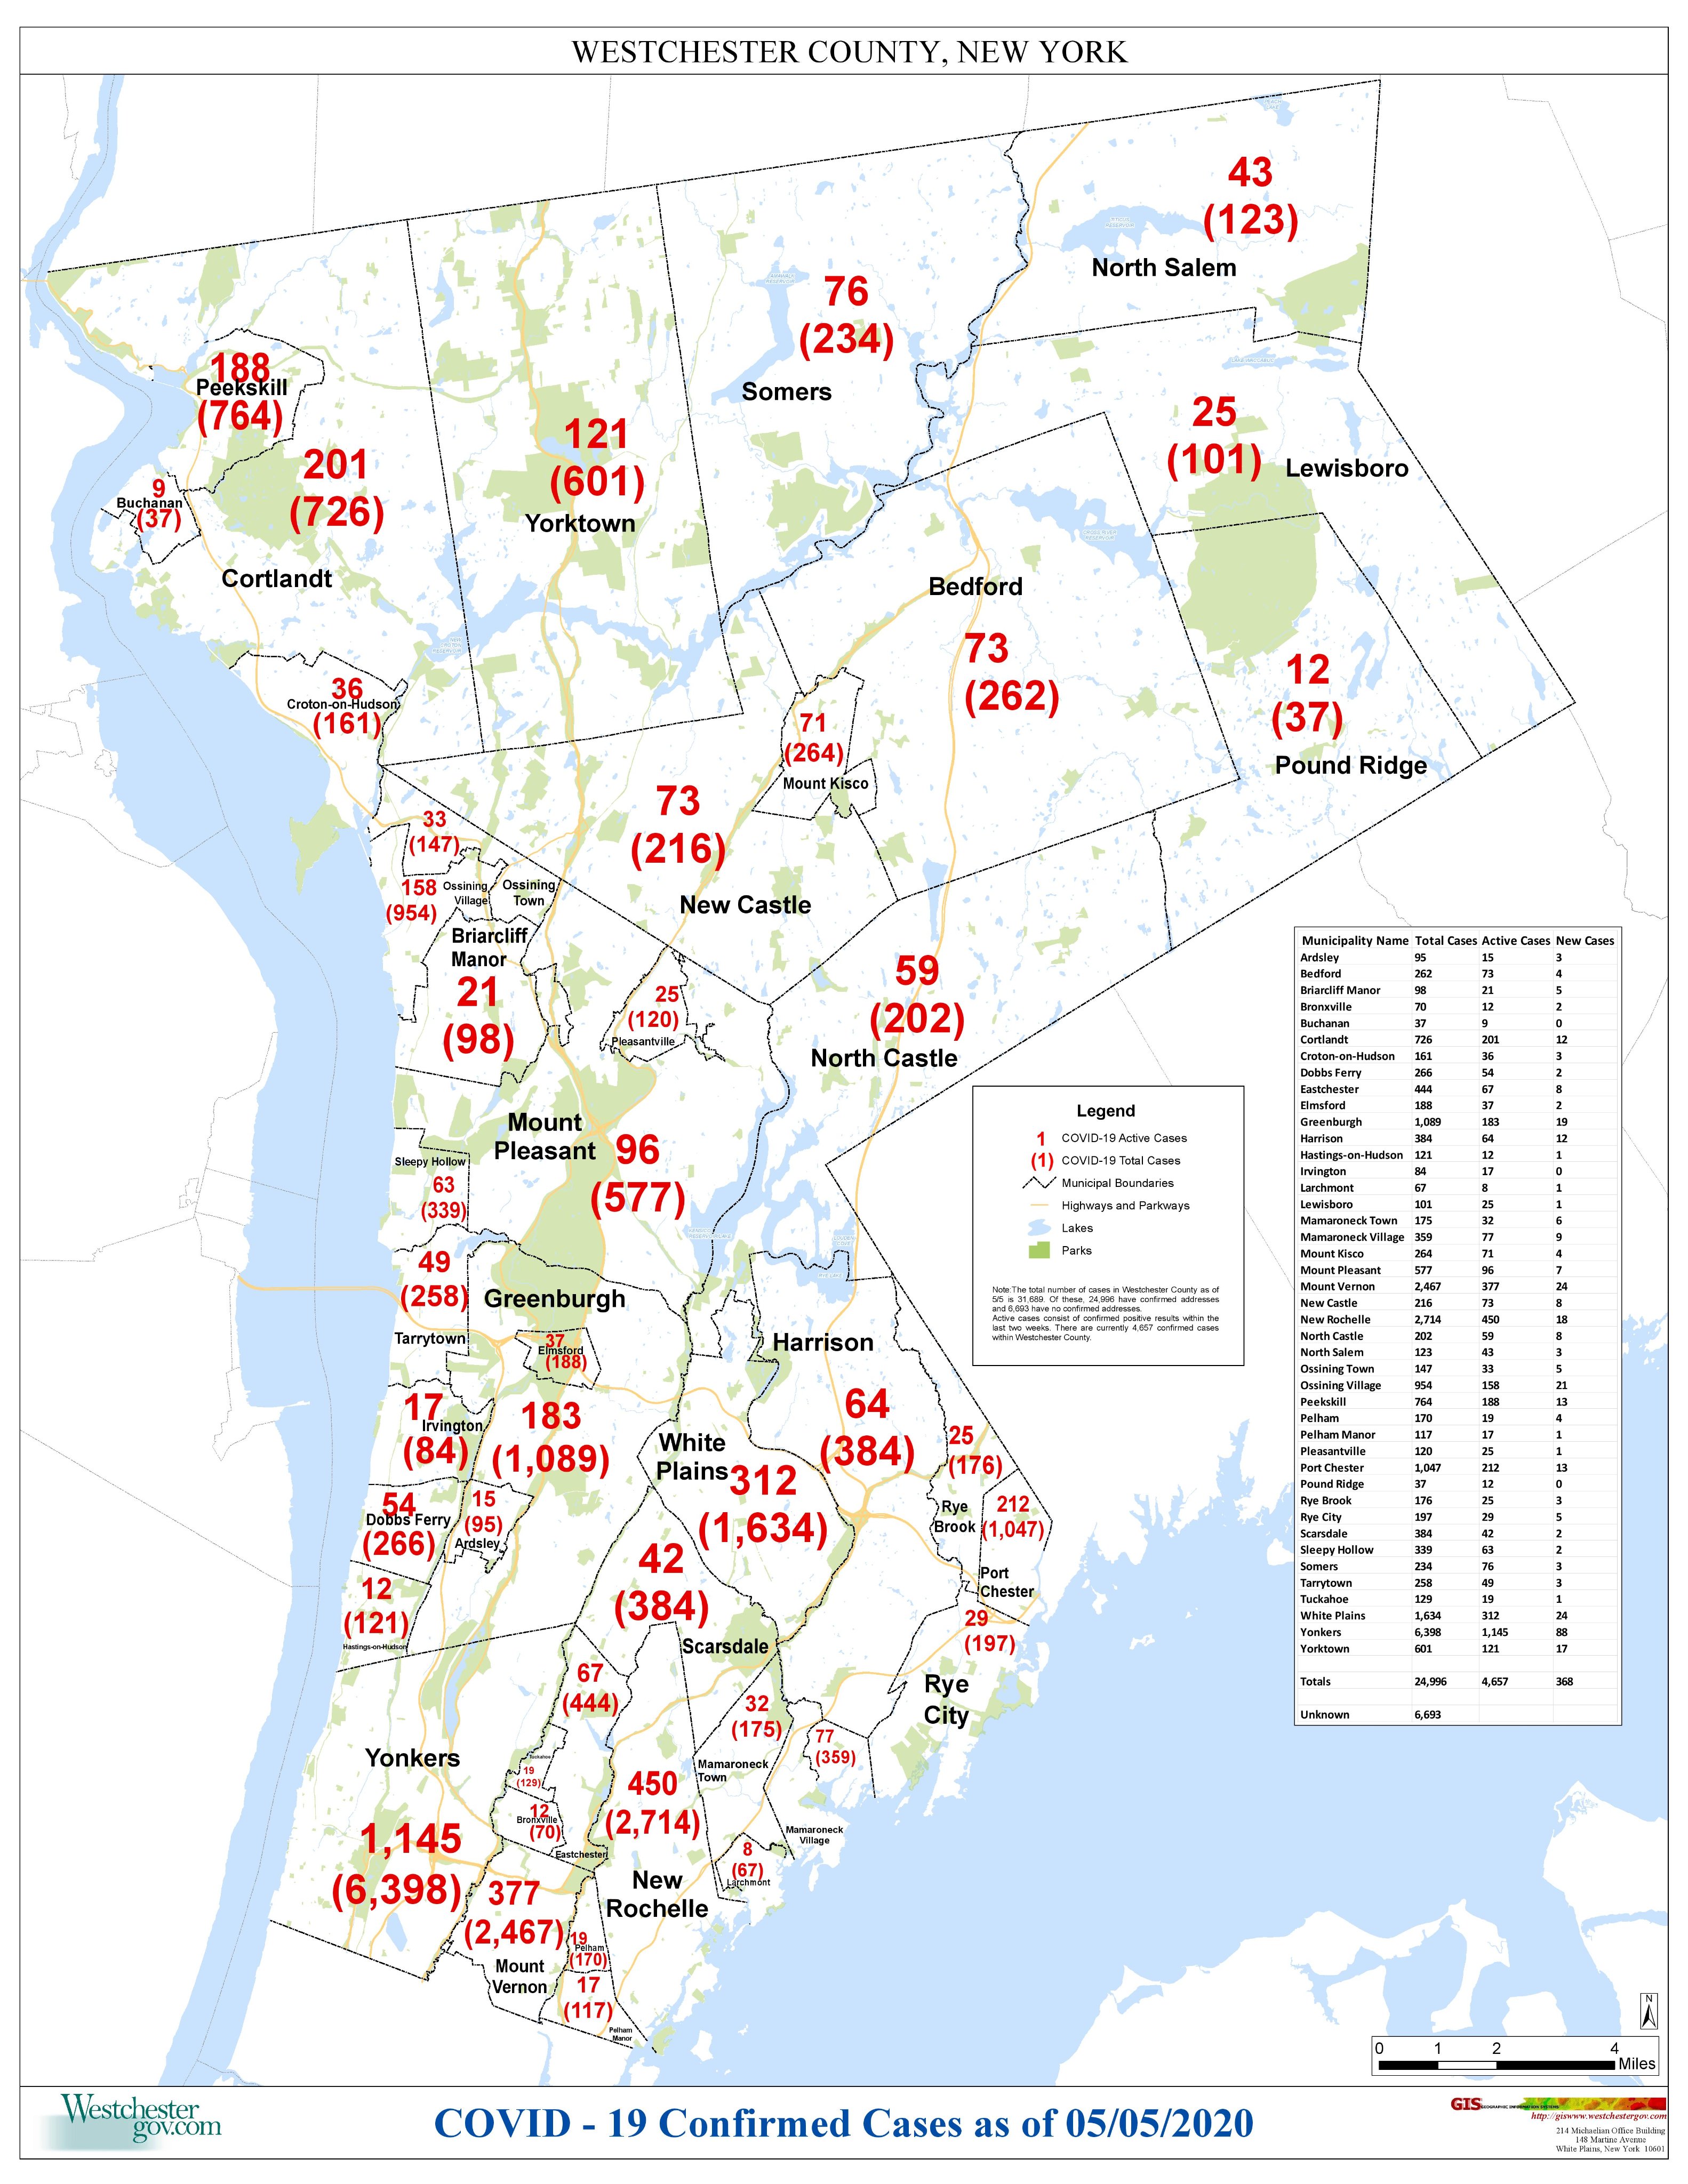 WESTCHESTER COUNTY, NEW YORK
43
(123)
North Salem
76
(234)
Somers
188
Peekskill
(764)
201
(726)
Cortlandt
9
Buchanan
(37)
121
(601)
Yorktown
25
(101)
Lewisboro
Bedford
73
(262)
12
(37)
Pound Ridge
36
Croton-on-Hudson
(161)
71
(264)
Mount Kisco
73
(216)
New Castle
33
(147)
158
(954)
Ossining
Village
Ossining
Town
Briarcliff
Manor
21
(98)
25
(120)
Pleasantville
59
(202)
North Castle
Mount
Pleasant
96
(577)
Sleepy Hollow
63
(339)
49
(258)
Tarrytown
Greenburgh
37
Elmsford
(188)
Harrison
64
(384)
17
Irvington
(84)
183
(1,089)
White
Plains
312
(1,634)
25
(176)
Rye
Brook
212
(1,047)
Port
Chester
54
Dobbs Ferry
(266)
15
(95)
Ardsley
42
(384)
Scarsdale
12
(121)
Hastings-on-Hudson
29
(197)
Rye
City
67
(444)
32
(175)
Mamaroneck
Town
77
(359)
Mamaroneck
Village
Yonkers
1,145
(6,398)
Tuckahoe
19
(129)
12
Bronxville
(70)
Eastchester
450
(2,714)
New
Rochelle
8
(67)
Larchmont
377
(2,467)
Mount
Vernon
19
Pelham
(170)
17
(117)
Pelham
Manor
Legend
1 COVID-19 Active Cases
(1) COVID-19 Total Cases
Municipal Boundaries
Highways and Parkways
Lakes
Parks
Note:The total number of cases in Westchester County as of
5/5 is 31,689. Of these, 24,996 have confirmed addresses
and 6,693 have no confirmed addresses.
Active cases consist of confirmed positive results within the
last two weeks. There are currently 4,657 confirmed cases
within Westchester County.
Municipality Name Total Cases Active Cases New Cases
Ardsley 95 15 3
Bedford 262 73 4
Briarcliff Manor 98 21 5
Bronxville 70 12 2
Buchanan 37 9 0
Cortlandt 726 201 12
Croton-on-Hudson 161 36 3
Dobbs Ferry 266 54 2
Eastchester 444 67 8
Elmsford 188 37 2
Greenburgh 1,089 183 19
Harrison 384 64 12
Hastings-on-Hudson 121 12 1
Irvington 84 17 0
Larchmont 67 8 1
Lewisboro 101 25 1
Mamaroneck Town 175 32 6
Mamaroneck Village 359 77 9
Mount Kisco 264 71 4
Mount Pleasant 577 96 7
Mount Vernon 2,467 377 24
New Castle 216 73 8
New Rochelle 2,714 450 18
North Castle 202 59 8
North Salem 123 43 3
Ossining Town 147 33 5
Ossining Village 954 158 21
Peekskill 764 188 13
Pelham 170 19 4
Pelham Manor 117 17 1
Pleasantville 120 25 1
Port Chester 1,047 212 13
Pound Ridge 37 12 0
Rye Brook 176 25 3
Rye City 197 29 5
Scarsdale 384 42 2
Sleepy Hollow 339 63 2
Somers 234 76 3
Tarrytown 258 49 3
Tuckahoe 129 19 1
White Plains 1,634 312 24
Yonkers 6,398 1,145 88
Yorktown 601 121 17
Totals 24,996 4,657 368
Unknown 6,693
N
0 1 2 4
Miles
Westchester
gov.com
COVID - 19 Confirmed Cases as of 05/05/2020
GIS GEOGRAPHIC INFORMATION SYSTEMS
http://giswww.westchestergov.com
214 Michaelian Office Building
148 Martine Avenue
White Plains, New York 10601